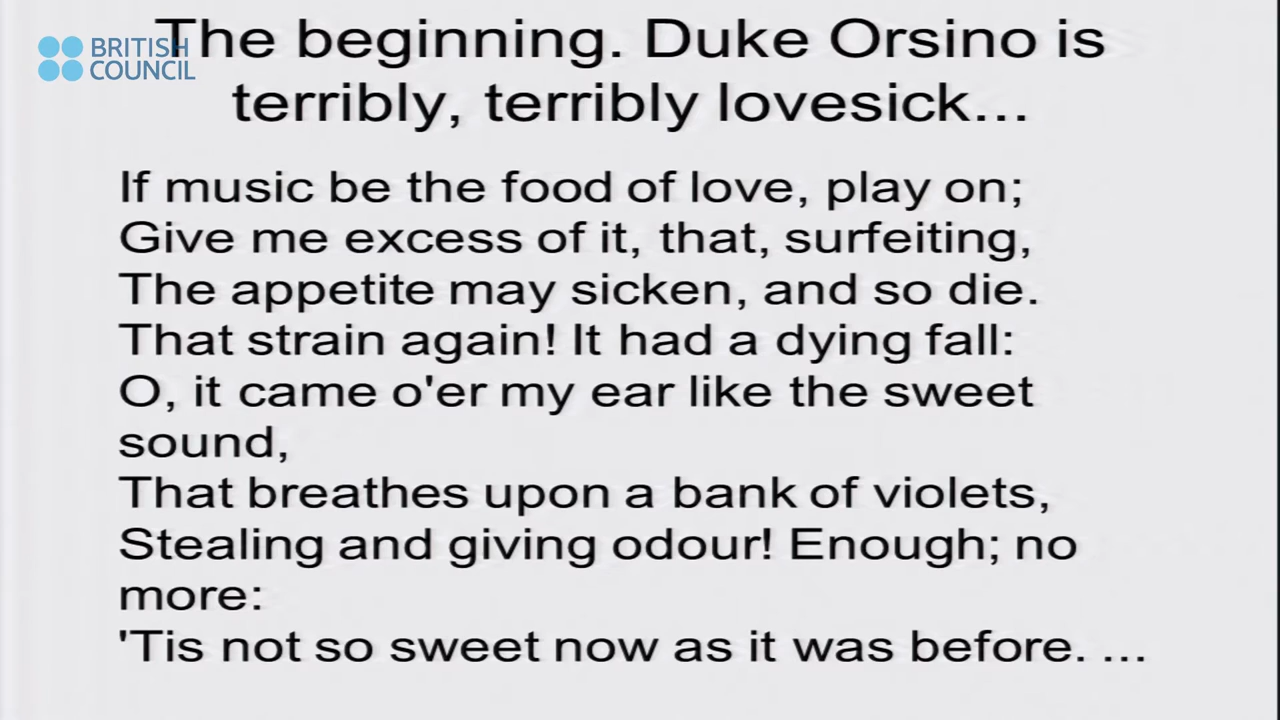 BRITISH
COUNCIL
The beginning. Duke Orsino is
terribly, terribly lovesick...
If music be the food of love, play on;
Give me excess of it, that, surfeiting,
The appetite may sicken, and so die.
That strain again! It had a dying fall:
O, it came o'er my ear like the sweet
sound,
That breathes upon a bank of violets,
Stealing and giving odour! Enough; no
more:
'Tis not so sweet now as it was before. ...